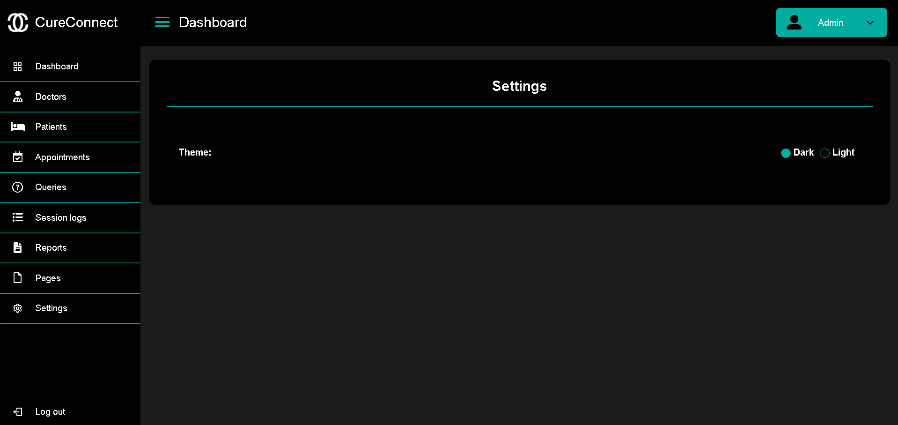 CureConnect
Dashboard
Admin
Dashboard
Doctors
Patients
Appointments
Queries
Session logs
Reports
Pages
Settings
Log out
Settings
Theme:
Dark Light